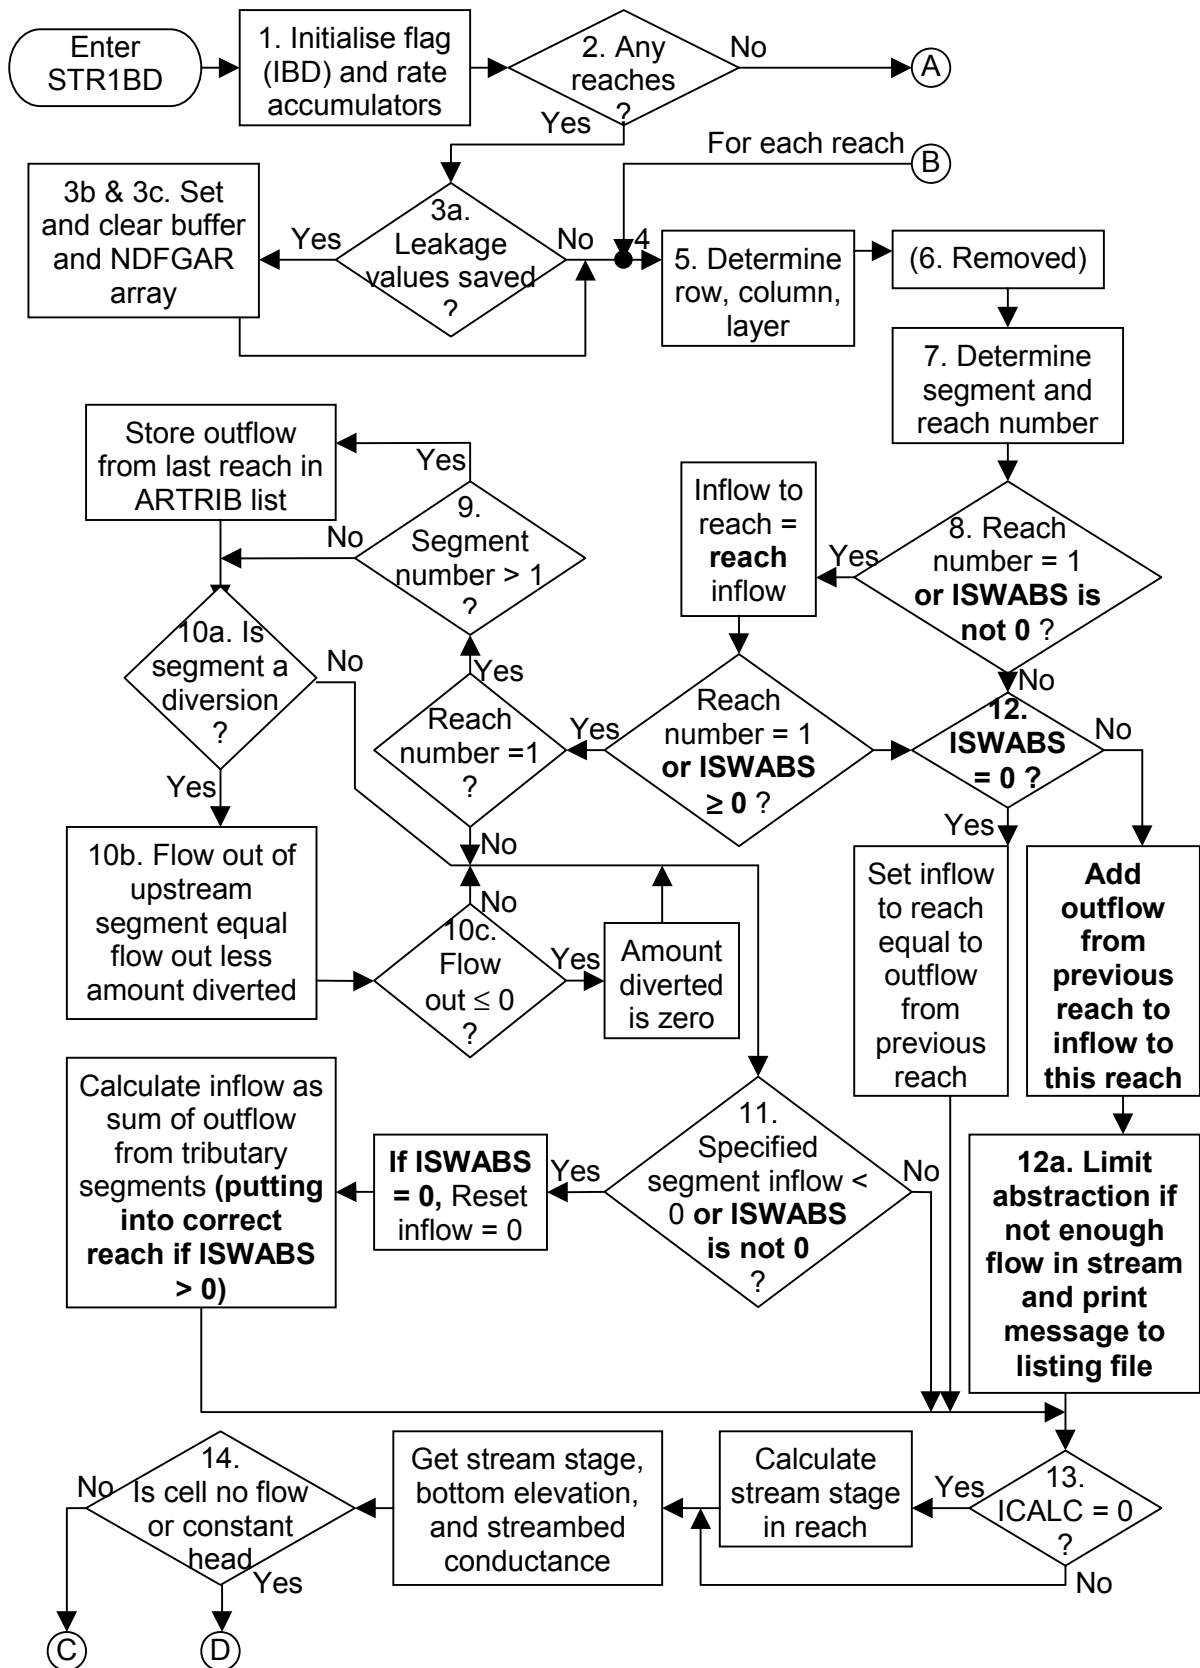 Enter
STR1BD
1. Initialise flag
(IBD) and rate
accumulators
2. Any
reaches
?
No
A
Yes
For each reach
B
3b & 3c. Set
and clear buffer
and NDFGAR
array
Yes
3a.
Leakage
values saved
?
No
4
5. Determine
row, column,
layer
(6. Removed)
7. Determine
segment and
reach number
Store outflow
from last reach in
ARTRIB list
Yes
9.
Segment
number > 1
?
No
Inflow to
reach =
reach
inflow
Yes
8. Reach
number = 1
or ISWABS is
not 0 ?
No
10a. Is
segment a
diversion
?
No
Yes
Yes
Reach
number =1
?
No
Yes
Reach
number = 1
or ISWABS
≥ 0 ?
12.
ISWABS
= 0 ?
No
Yes
10b. Flow out of
upstream
segment equal
flow out less
amount diverted
No
10c.
Flow
out ≤ 0
?
Yes
Amount
diverted
is zero
Set inflow
to reach
equal to
outflow
from
previous
reach
Add
outflow
from
previous
reach to
inflow to
this reach
Calculate inflow as
sum of outflow
from tributary
segments (putting
into correct
reach if ISWABS
> 0)
If ISWABS
= 0, Reset
inflow = 0
Yes
11.
Specified
segment inflow <
0 or ISWABS
is not 0
?
No
12a. Limit
abstraction if
not enough
flow in stream
and print
message to
listing file
No
14.
Is cell no flow
or constant
head
Yes
Get stream stage,
bottom elevation,
and streambed
conductance
Calculate
stream stage
in reach
Yes
13.
ICALC = 0
?
No
C
D